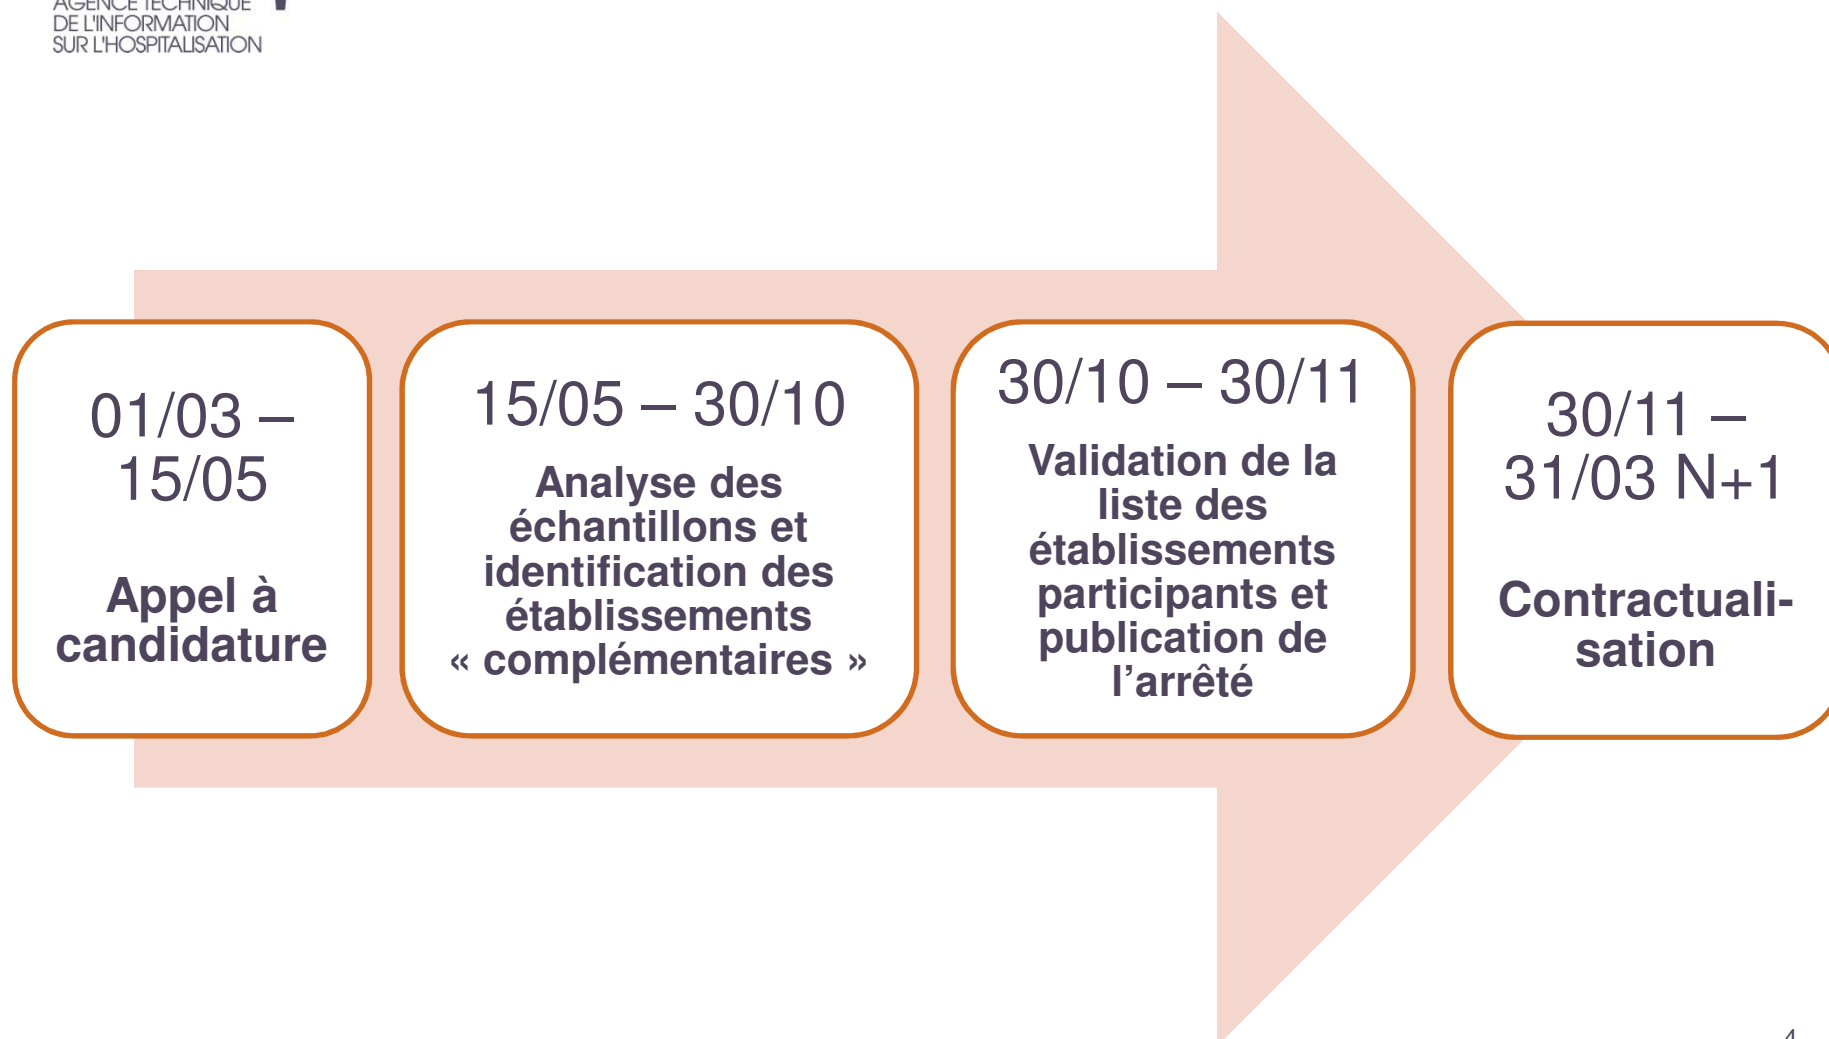 AGENCE TECHNIQUE
DE L'INFORMATION
SUR L'HOSPITALISATION
01/03 –
15/05
Appel à
candidature
15/05 – 30/10
Analyse des
échantillons et
identification des
établissements
« complémentaires »
30/10 – 30/11
Validation de la
liste des
établissements
participants et
publication de
l’arrêté
30/11 –
31/03 N+1
Contractuali-
sation
4